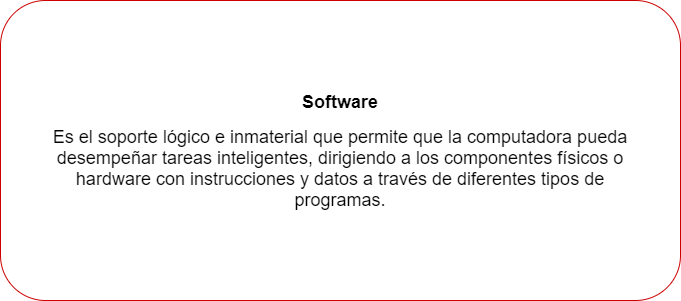 Software
Es el soporte lógico e inmaterial que permite que la computadora pueda
desempeñar tareas inteligentes, dirigiendo a los componentes físicos o
hardware con instrucciones y datos a través de diferentes tipos de
programas.